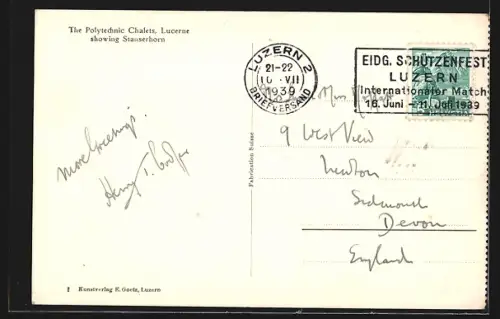 The Polytechnic Chalets, Lucerne
showing Stanserhorn
LUZERN 2
21-22
10. VII
1939
BRIEFVERSAND
EIDG. SCHÜTZENFEST
LUZERN
Internationaler Match
16. Juni - 11. Juli 1939
More Greetings
Henry
9 West View
Newton
Sidmouth
Devon
England
Fabrication Suisse
1 Kunstverlag E. Goetz, Luzern